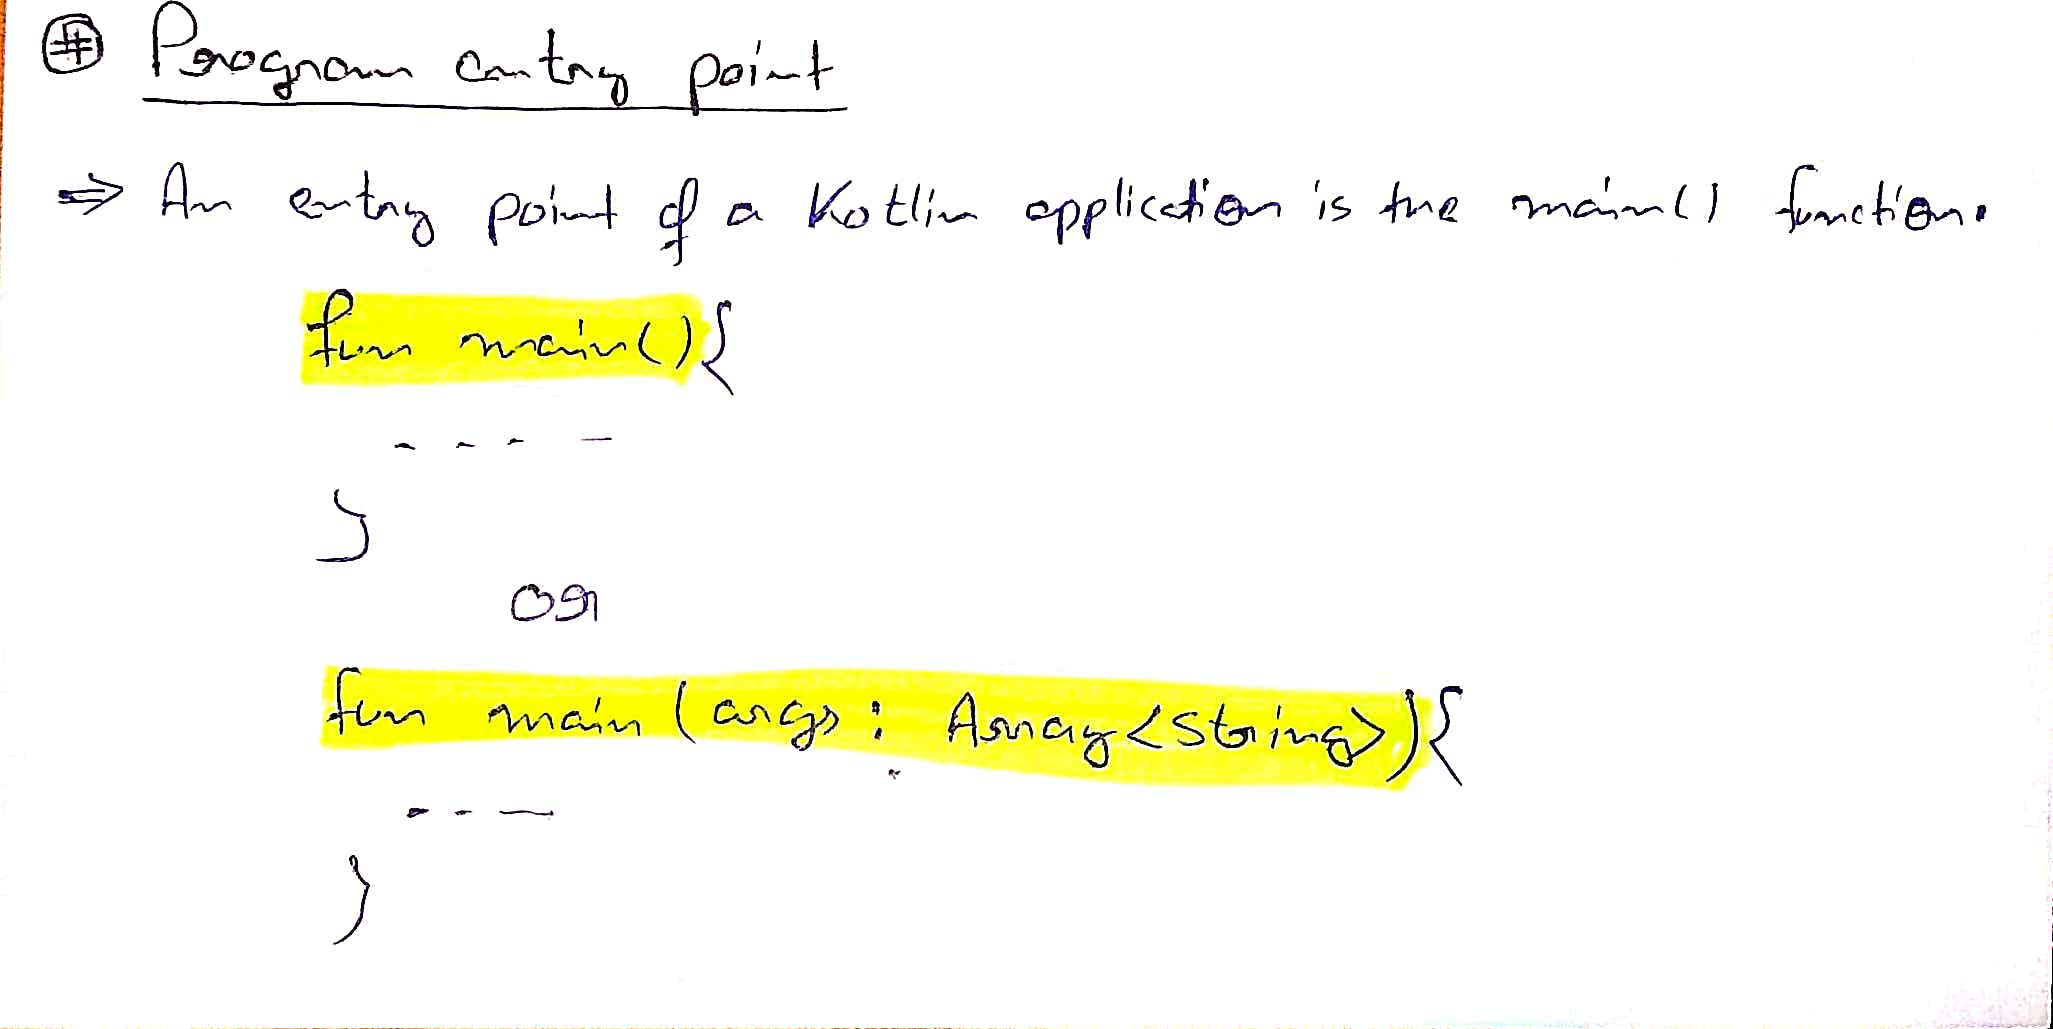 # Program entry point
⇒ An entry point of a Kotlin application is the main() function.
fun main(){
- - - -
}
or
fun main (args: Array<String>){
- - -
}